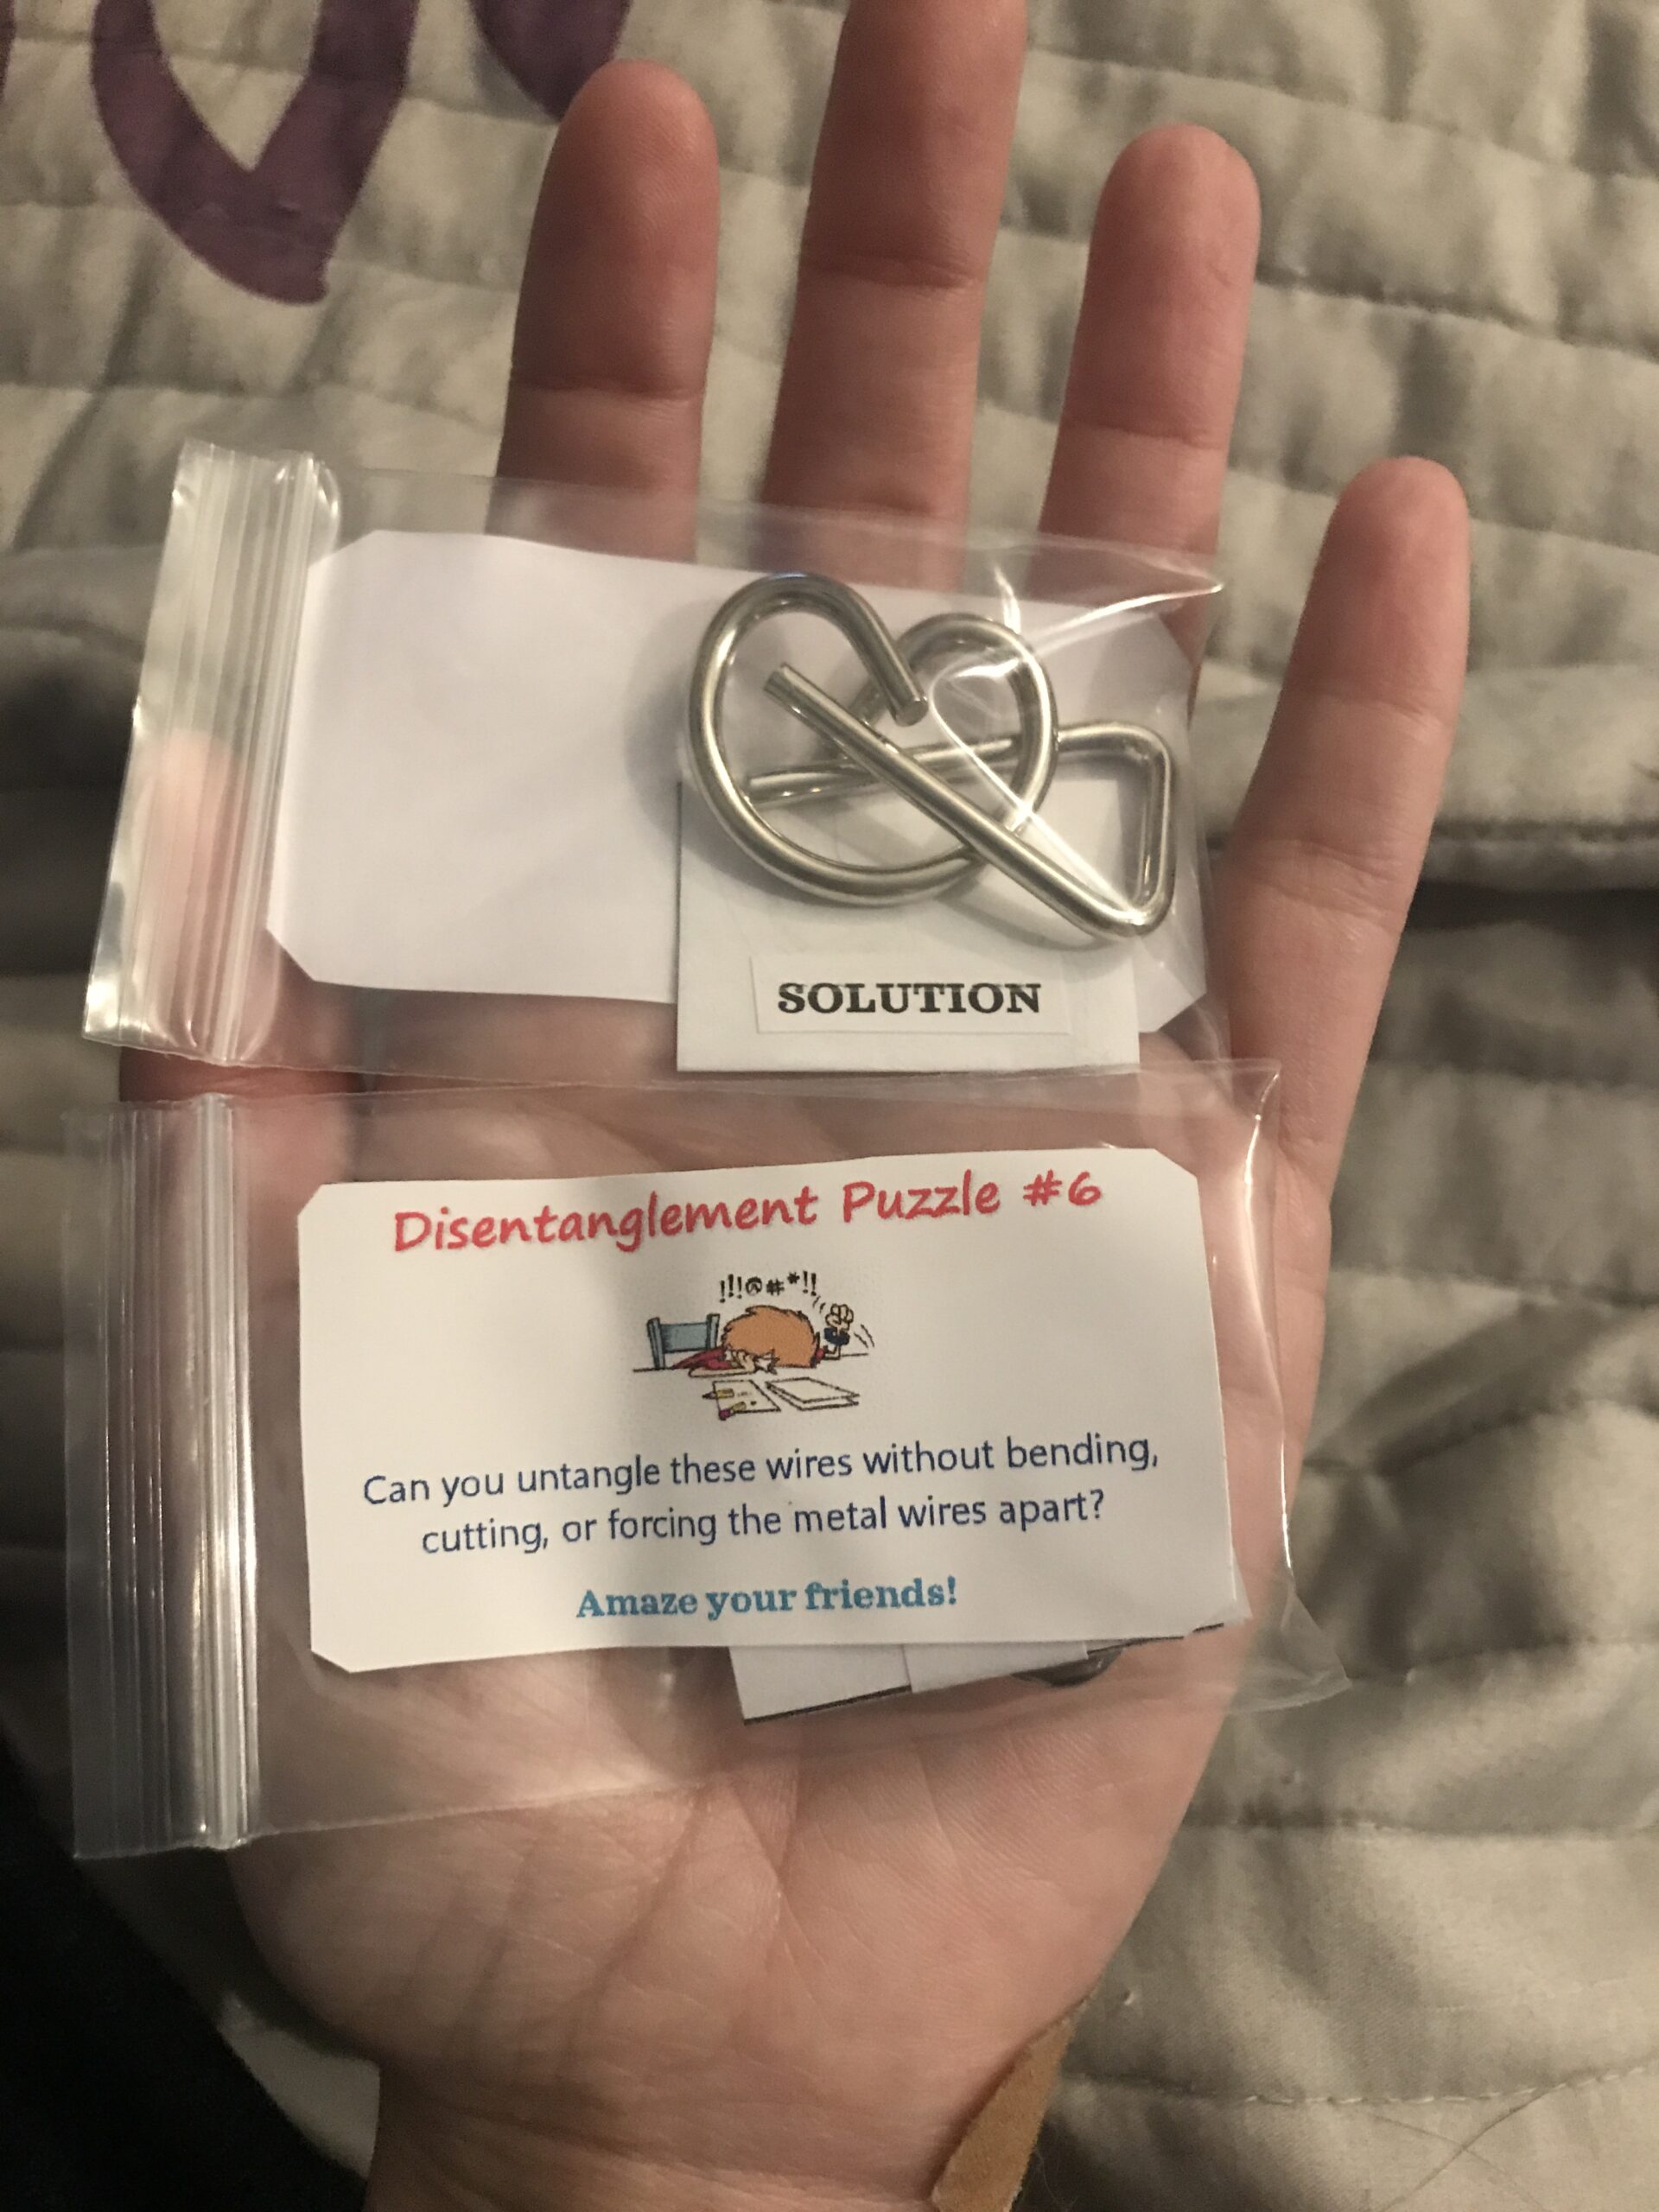 SOLUTION
Disentanglement Puzzle #6
!!!@#*!!
Can you untangle these wires without bending,
cutting, or forcing the metal wires apart?
Amaze your friends!